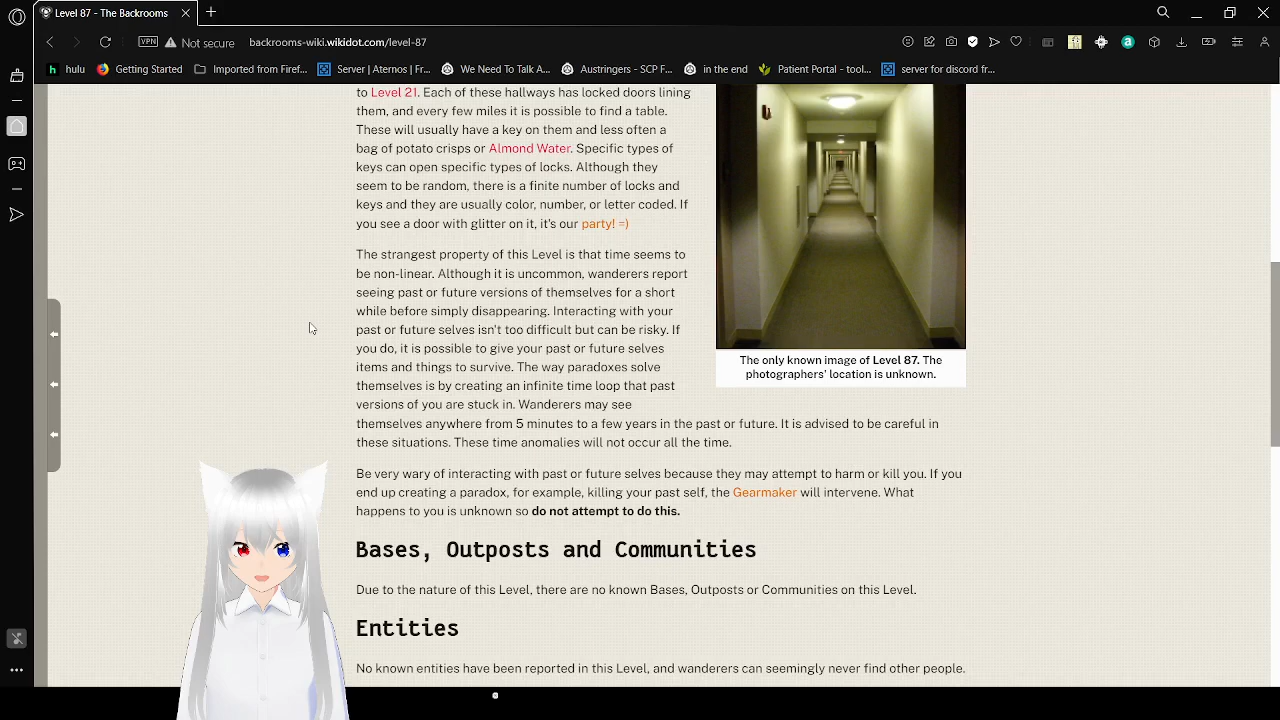 Level 87 - The Backrooms
VPN Not secure backrooms-wiki.wikidot.com/level-87
hulu Getting Started Imported from Firef... Server | Aternos | Fr... We Need To Talk A... Austringers - SCP F... in the end Patient Portal - tool... server for discord fr...
to Level 21. Each of these hallways has locked doors lining
them, and every few miles it is possible to find a table.
These will usually have a key on them and less often a
bag of potato crisps or Almond Water. Specific types of
keys can open specific types of locks. Although they
seem to be random, there is a finite number of locks and
keys and they are usually color, number, or letter coded. If
you see a door with glitter on it, it's our party! =)
The strangest property of this Level is that time seems to
be non-linear. Although it is uncommon, wanderers report
seeing past or future versions of themselves for a short
while before simply disappearing. Interacting with your
past or future selves isn't too difficult but can be risky. If
you do, it is possible to give your past or future selves
items and things to survive. The way paradoxes solve
themselves is by creating an infinite time loop that past
versions of you are stuck in. Wanderers may see
themselves anywhere from 5 minutes to a few years in the past or future. It is advised to be careful in
these situations. These time anomalies will not occur all the time.
The only known image of Level 87. The
photographers' location is unknown.
Be very wary of interacting with past or future selves because they may attempt to harm or kill you. If you
end up creating a paradox, for example, killing your past self, the Gearmaker will intervene. What
happens to you is unknown so do not attempt to do this.
Bases, Outposts and Communities
Due to the nature of this Level, there are no known Bases, Outposts or Communities on this Level.
Entities
No known entities have been reported in this Level, and wanderers can seemingly never find other people.